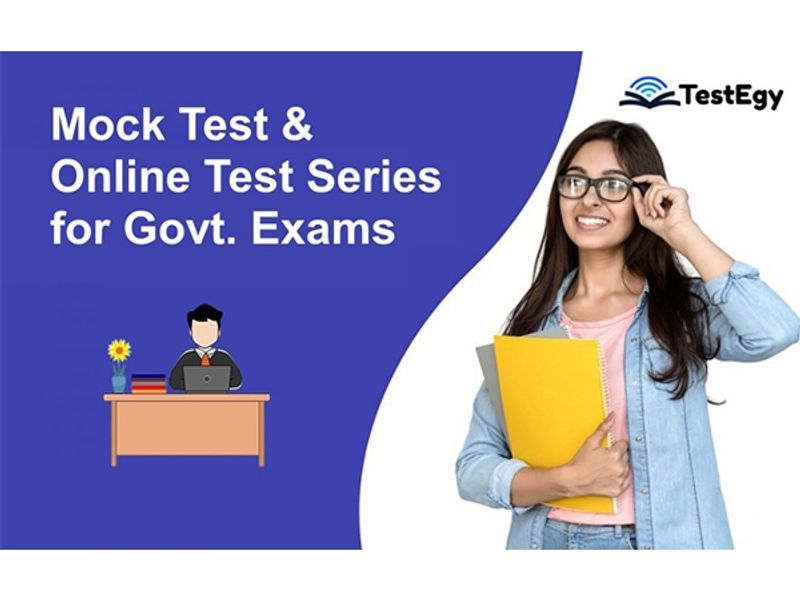 Mock Test &
Online Test Series
for Govt. Exams
TestEgy